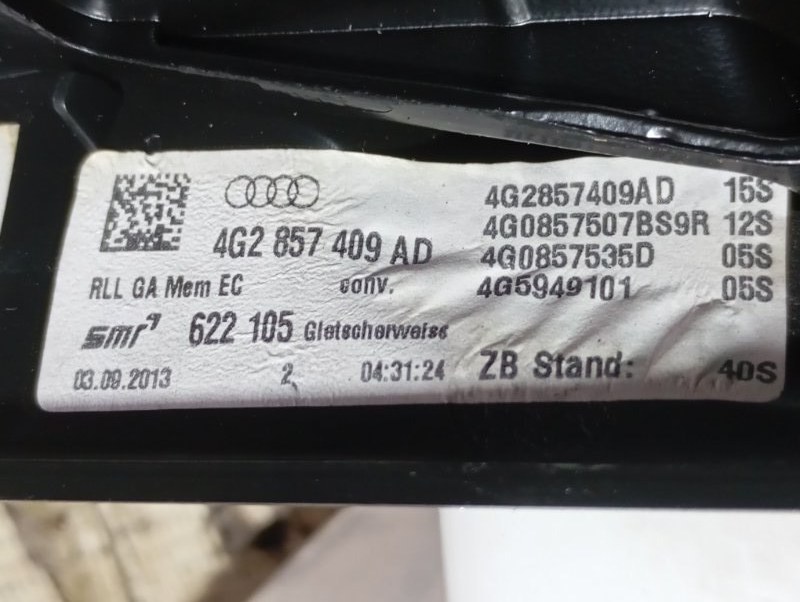 4G2 857 409 AD
RLL GA Mem EC conv.
smr 622 105 Gletscherweiss
03.09.2013 2 04:31:24
4G2857409AD 15S
4G0857507BS9R 12S
4G0857535D 05S
4G5949101 05S
ZB Stand: 40S